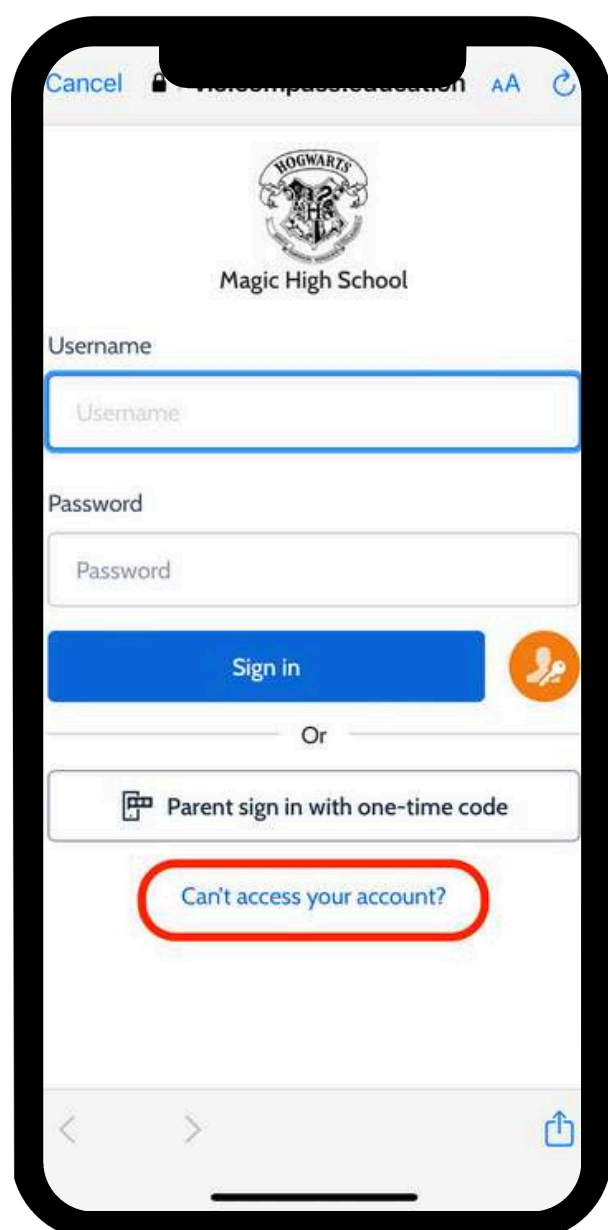 Cancel
AA
HOGWARTS
H
Magic High School
Username
Username
Password
Password
Sign in
Or
Parent sign in with one-time code
Can't access your account?